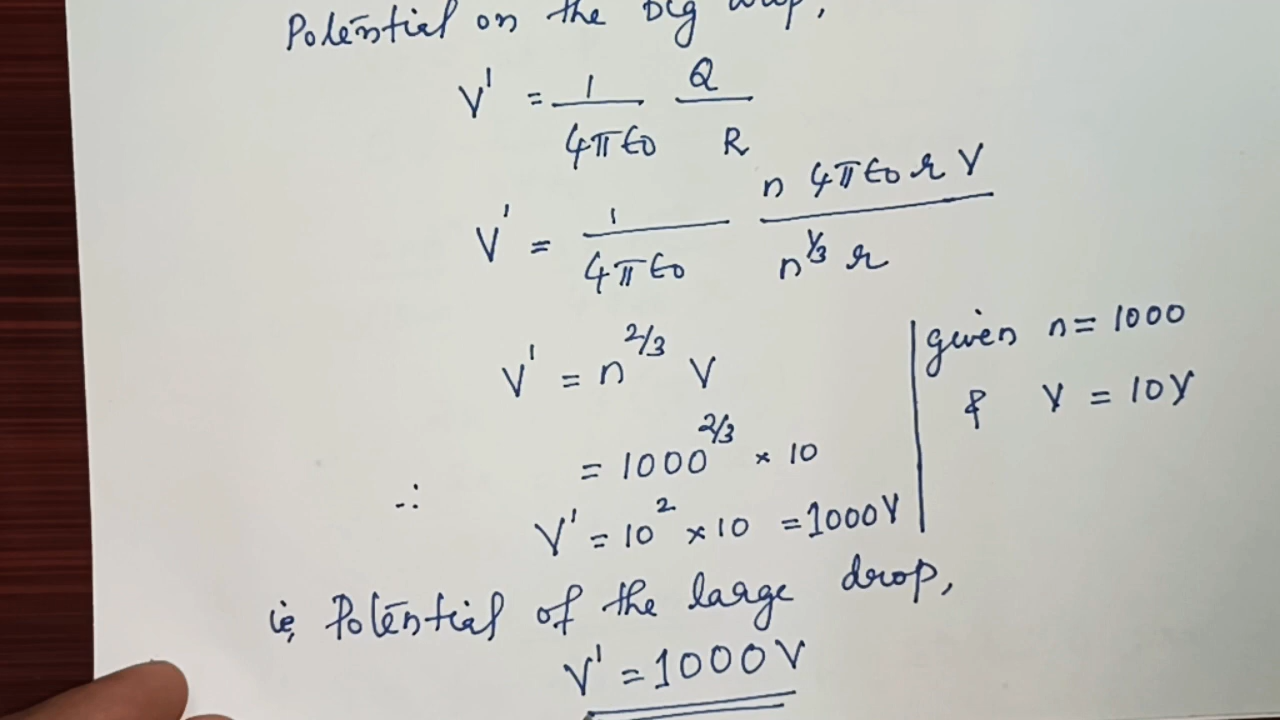 Potential on the big drop,
V' = 1/4πε₀ Q/R
V' = 1/4πε₀ n 4πε₀ r V / n^1/3 r
V' = n^2/3 V
given n = 1000
& V = 10V
= 1000^2/3 × 10
∴ V' = 10² × 10 = 1000V
ie, Potential of the large drop,
V' = 1000V